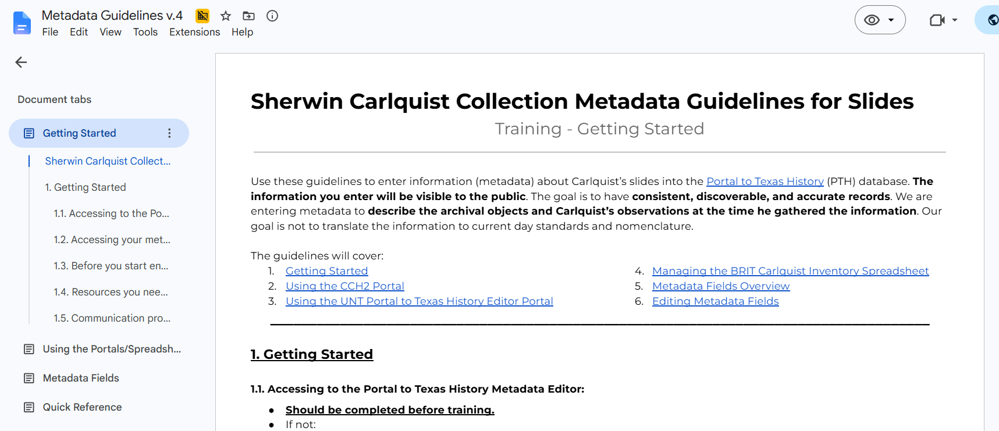 Metadata Guidelines v.4
File Edit View Tools Extensions Help
Document tabs
Getting Started
Sherwin Carlquist Collect...
1. Getting Started
1.1. Accessing to the Po...
1.2. Accessing your met...
1.3. Before you start en...
1.4. Resources you nee...
1.5. Communication pro...
Using the Portals/Spreadsh...
Metadata Fields
Quick Reference
Sherwin Carlquist Collection Metadata Guidelines for Slides
Training - Getting Started
Use these guidelines to enter information (metadata) about Carlquist’s slides into the Portal to Texas History (PTH) database. The
information you enter will be visible to the public. The goal is to have consistent, discoverable, and accurate records. We are
entering metadata to describe the archival objects and Carlquist’s observations at the time he gathered the information. Our
goal is not to translate the information to current day standards and nomenclature.
The guidelines will cover:
1. Getting Started
2. Using the CCH2 Portal
3. Using the UNT Portal to Texas History Editor Portal
4. Managing the BRIT Carlquist Inventory Spreadsheet
5. Metadata Fields Overview
6. Editing Metadata Fields
1. Getting Started
1.1. Accessing to the Portal to Texas History Metadata Editor:
● Should be completed before training.
● If not: